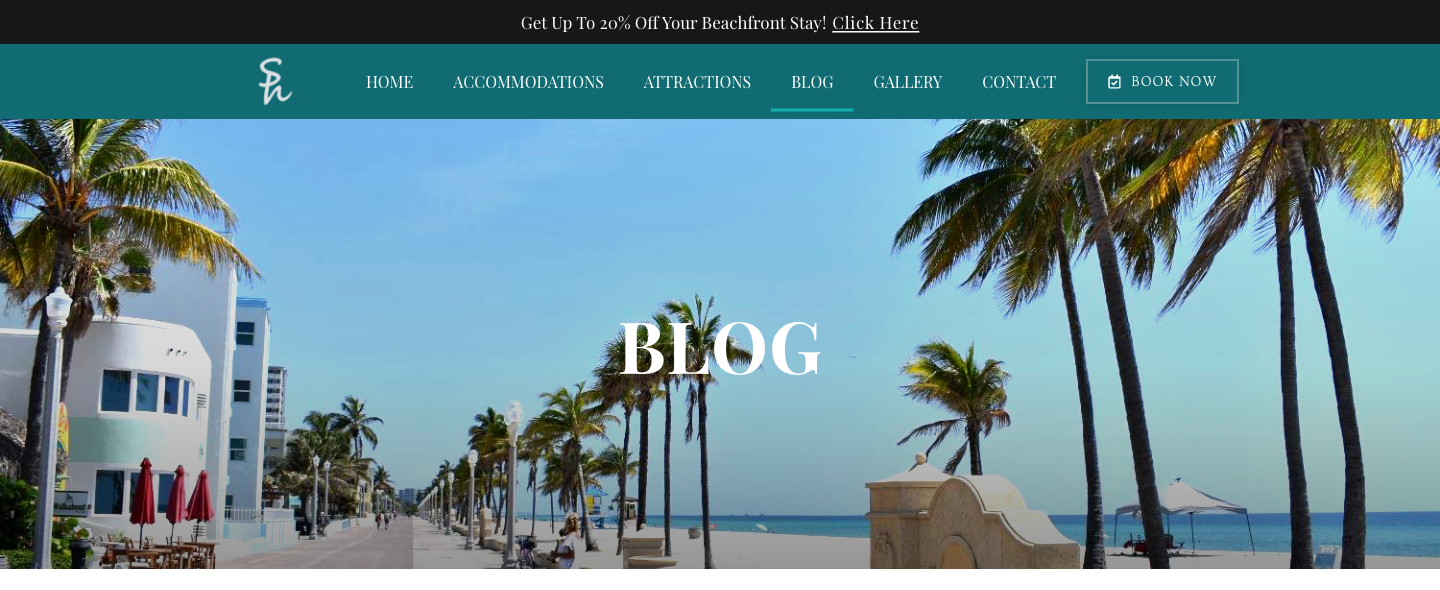 Get Up To 20% Off Your Beachfront Stay! Click Here
Sh
HOME ACCOMMODATIONS ATTRACTIONS BLOG GALLERY CONTACT BOOK NOW
BLOG